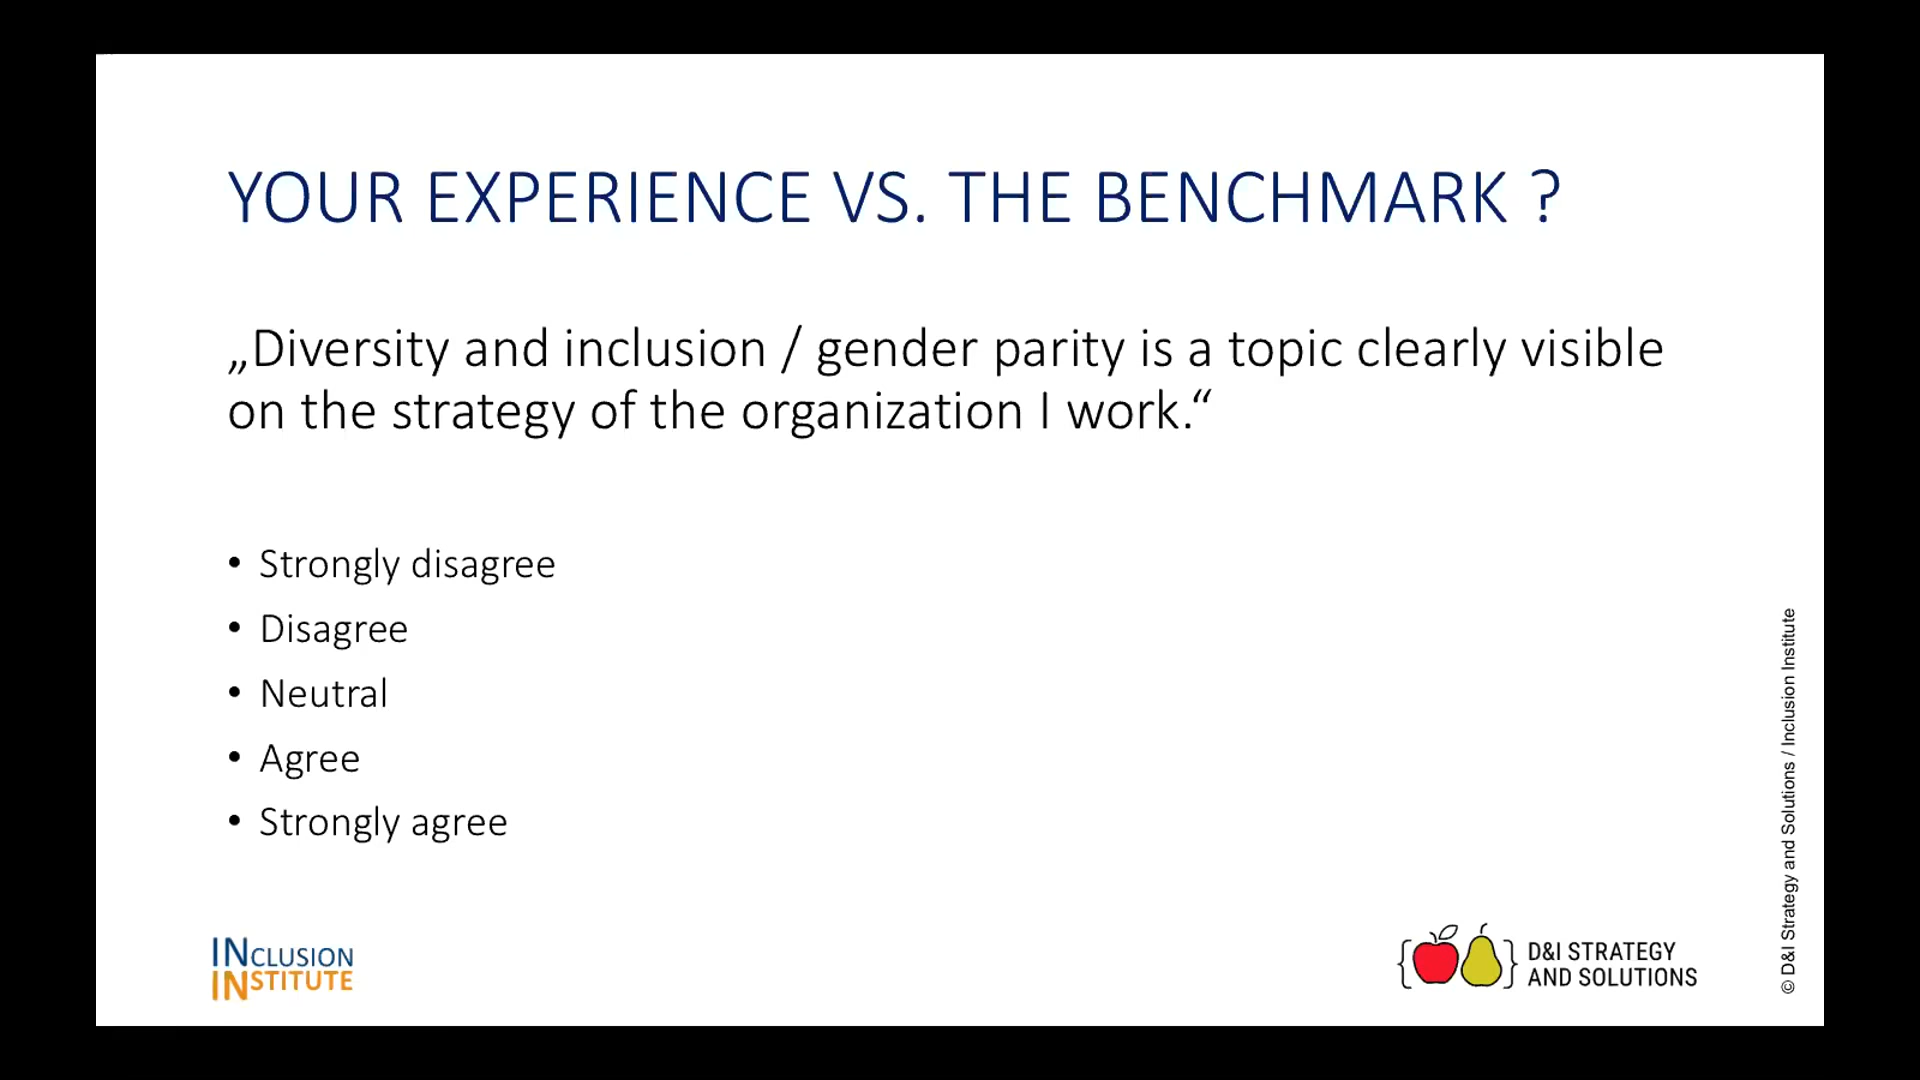 YOUR EXPERIENCE VS. THE BENCHMARK ?
„Diversity and inclusion / gender parity is a topic clearly visible
on the strategy of the organization I work.“
• Strongly disagree
• Disagree
• Neutral
• Agree
• Strongly agree
INCLUSION
INSTITUTE
D&I STRATEGY
AND SOLUTIONS
© D&I Strategy and Solutions / Inclusion Institute